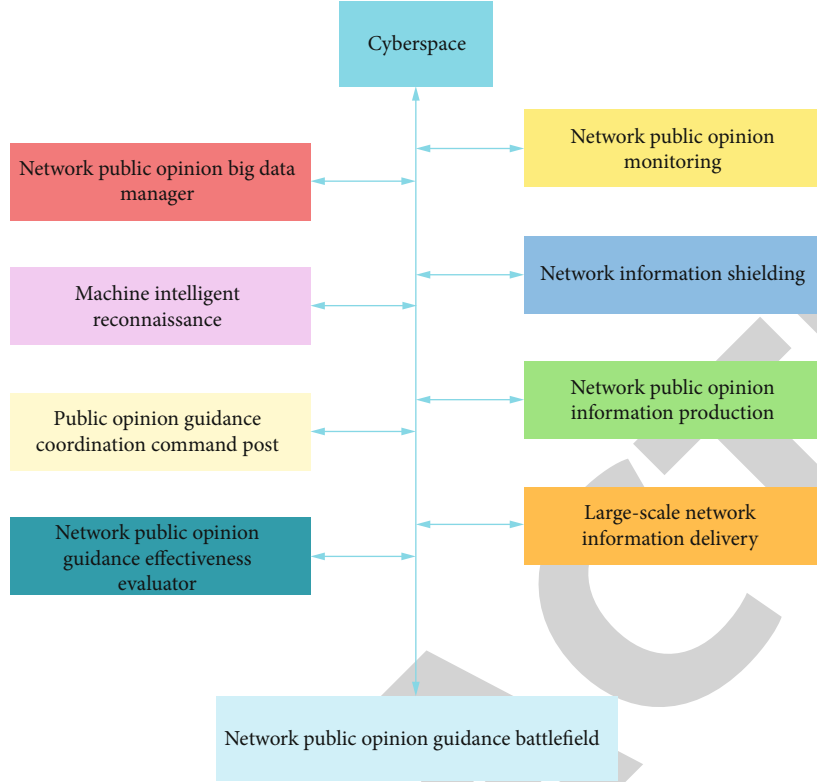 Cyberspace
Network public opinion
monitoring
Network public opinion big data
manager
Network information shielding
Machine intelligent
reconnaissance
Network public opinion
information production
Public opinion guidance
coordination command post
Large-scale network
information delivery
Network public opinion
guidance effectiveness
evaluator
Network public opinion guidance battlefield